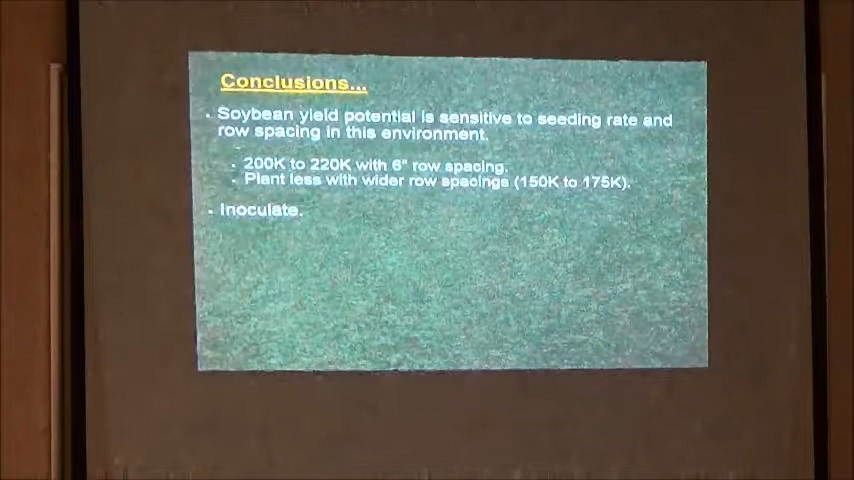 Conclusions...
• Soybean yield potential is sensitive to seeding rate and
row spacing in this environment.
• 200K to 220K with 6" row spacing.
• Plant less with wider row spacings (150K to 175K).
• Inoculate.